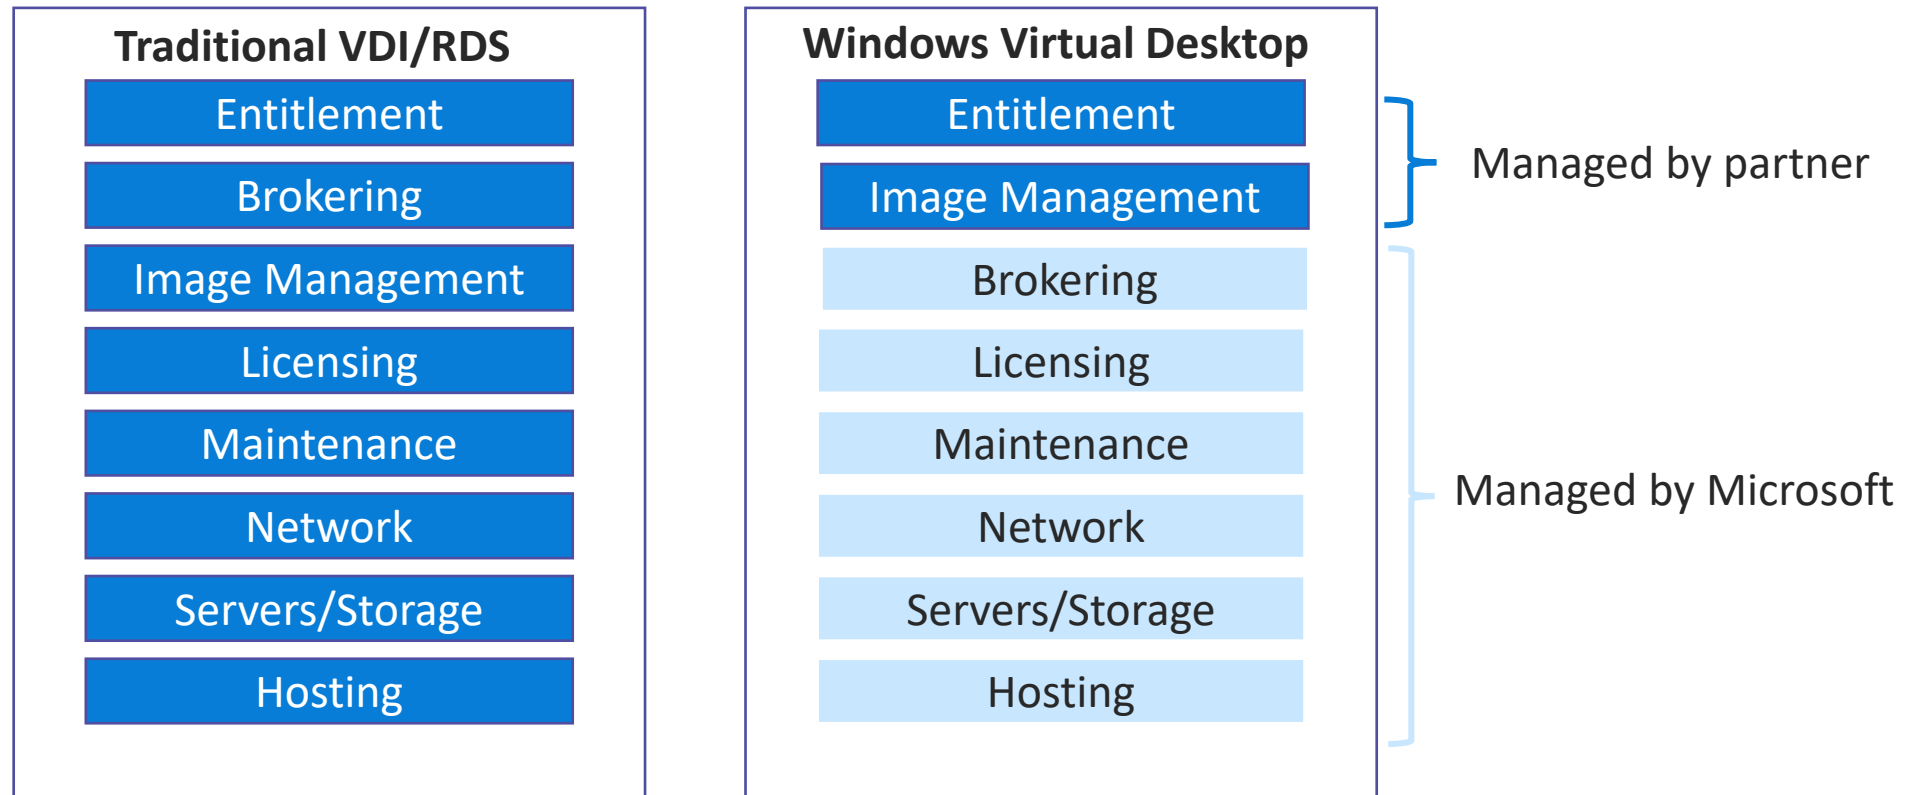 Traditional VDI/RDS
Entitlement
Brokering
Image Management
Licensing
Maintenance
Network
Servers/Storage
Hosting
Windows Virtual Desktop
Entitlement
Image Management
Brokering
Licensing
Maintenance
Network
Servers/Storage
Hosting
Managed by partner
Managed by Microsoft